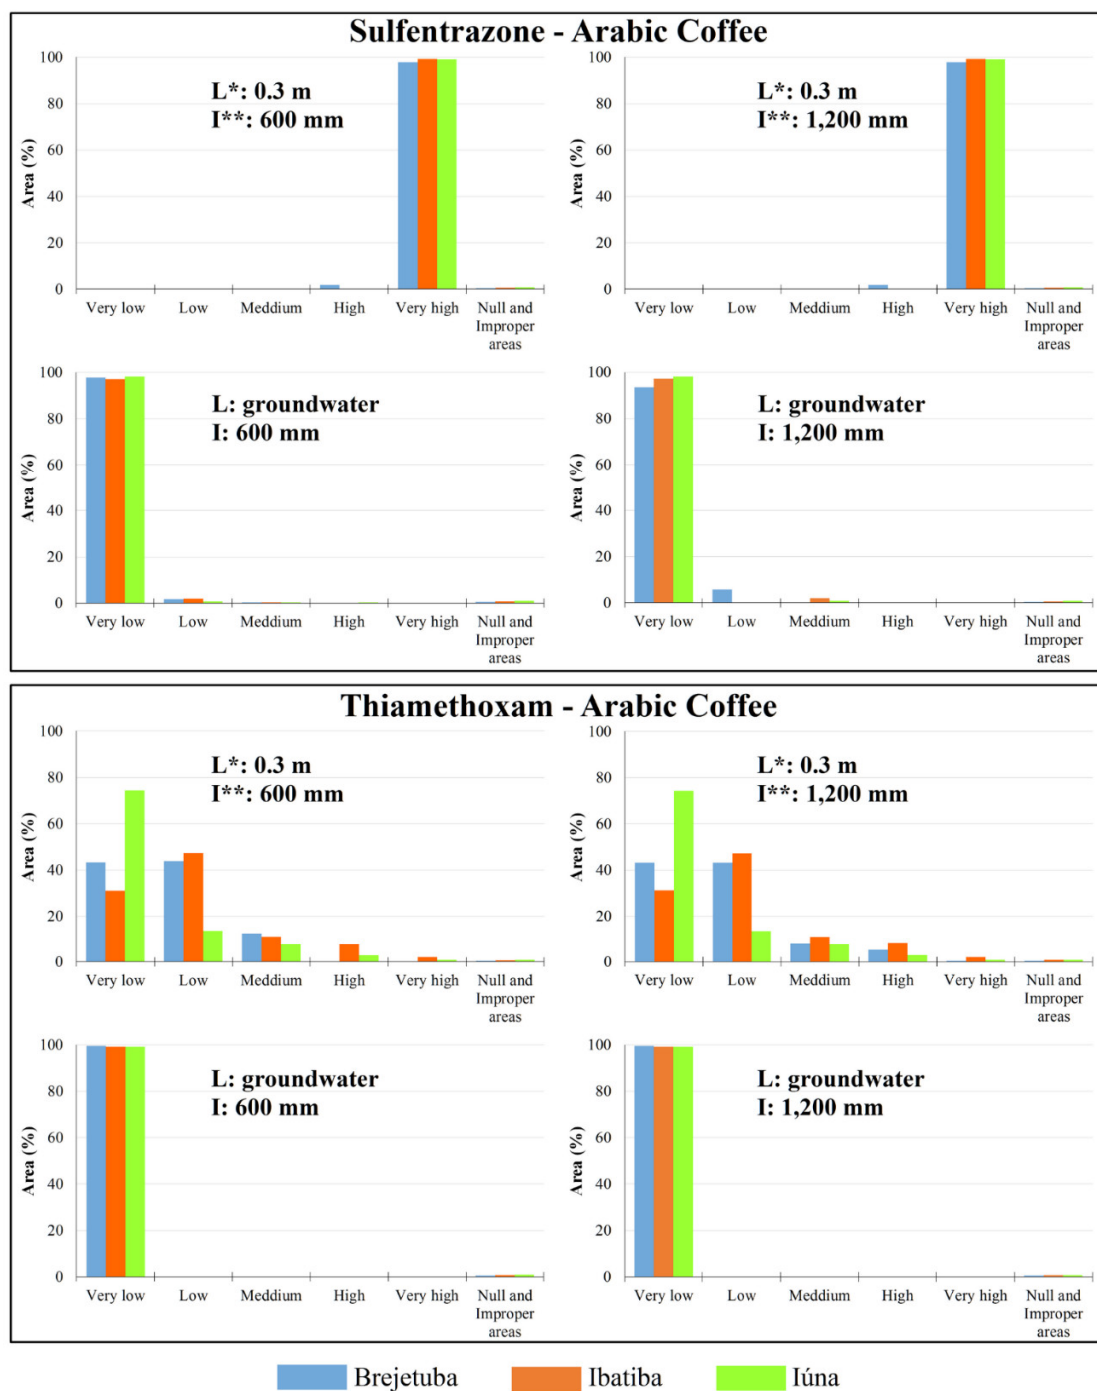 Sulfentrazone - Arabic Coffee
L*: 0.3 m
I**: 600 mm
Area (%)
100
80
60
40
20
0
Very low Low Meddium High Very high Null and
Improper
areas
L*: 0.3 m
I**: 1,200 mm
Area (%)
100
80
60
40
20
0
Very low Low Meddium High Very high Null and
Improper
areas
L: groundwater
I: 600 mm
Area (%)
100
80
60
40
20
0
Very low Low Meddium High Very high Null and
Improper
areas
L: groundwater
I: 1,200 mm
Area (%)
100
80
60
40
20
0
Very low Low Meddium High Very high Null and
Improper
areas
Thiamethoxam - Arabic Coffee
L*: 0.3 m
I**: 600 mm
Area (%)
100
80
60
40
20
0
Very low Low Meddium High Very high Null and
Improper
areas
L*: 0.3 m
I**: 1,200 mm
Area (%)
100
80
60
40
20
0
Very low Low Meddium High Very high Null and
Improper
areas
L: groundwater
I: 600 mm
Area (%)
100
80
60
40
20
0
Very low Low Meddium High Very high Null and
Improper
areas
L: groundwater
I: 1,200 mm
Area (%)
100
80
60
40
20
0
Very low Low Meddium High Very high Null and
Improper
areas
Brejetuba Ibatiba Iúna